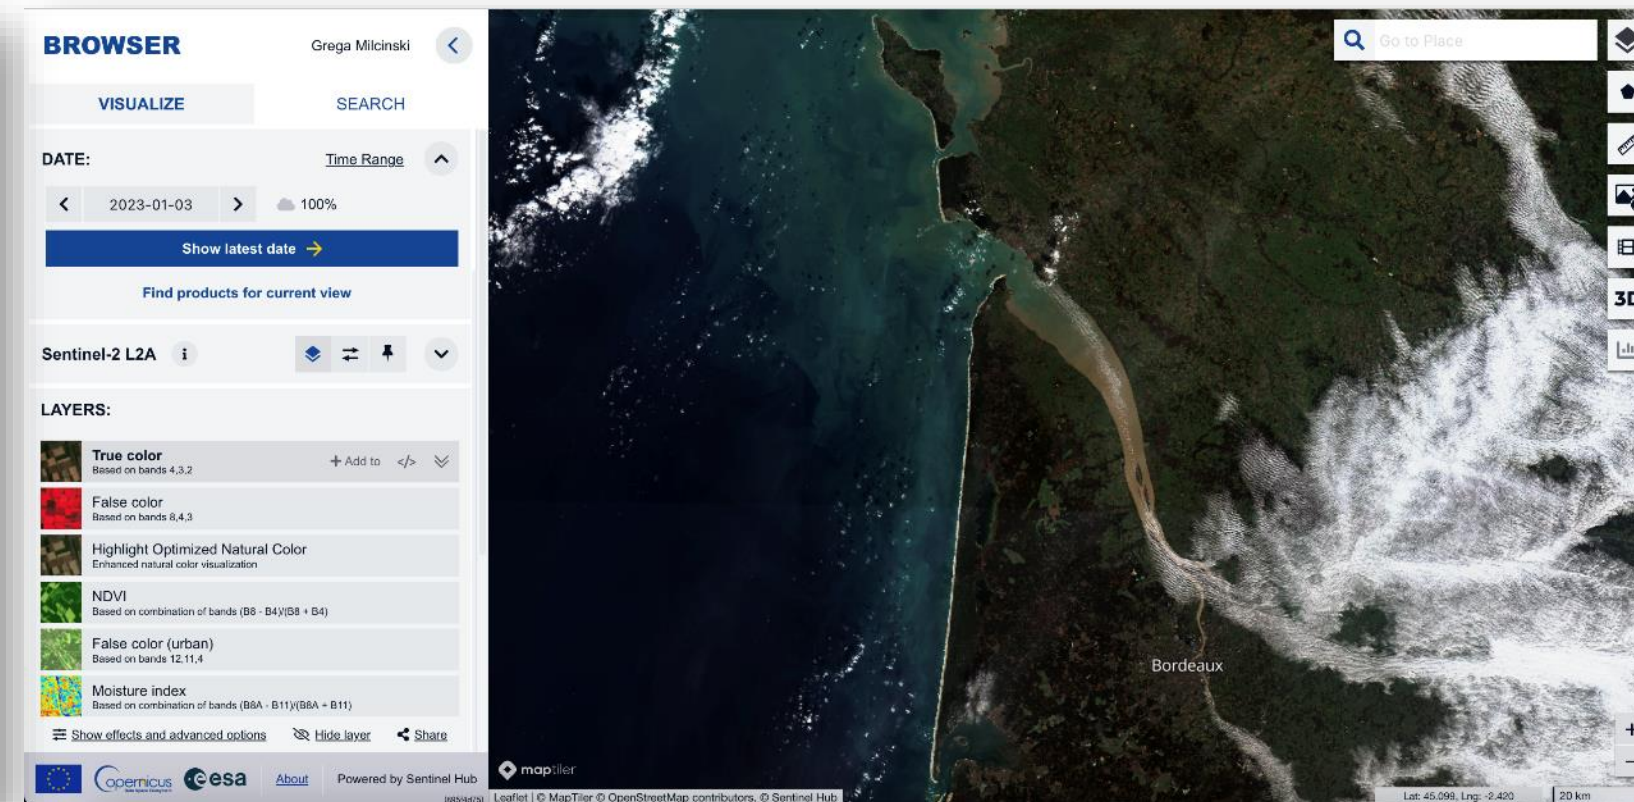 BROWSER
Grega Milcinski
VISUALIZE
SEARCH
DATE:
Time Range
2023-01-03
100%
Show latest date
Find products for current view
Sentinel-2 L2A
LAYERS:
True color
Based on bands 4,3,2
+ Add to </>
False color
Based on bands 8,4,3
Highlight Optimized Natural Color
Enhanced natural color visualization
NDVI
Based on combination of bands (B8 - B4)/(B8 + B4)
False color (urban)
Based on bands 12,11,4
Moisture index
Based on combination of bands (B8A - B11)/(B8A + B11)
Show effects and advanced options
Hide layer
Share
opernicus
esa
About
Powered by Sentinel Hub
Go to Place
3D
Bordeaux
maptiler
Leaflet | © MapTiler © OpenStreetMap contributors, © Sentinel Hub
Lat: 45.099, Lng: -2.420
20 km